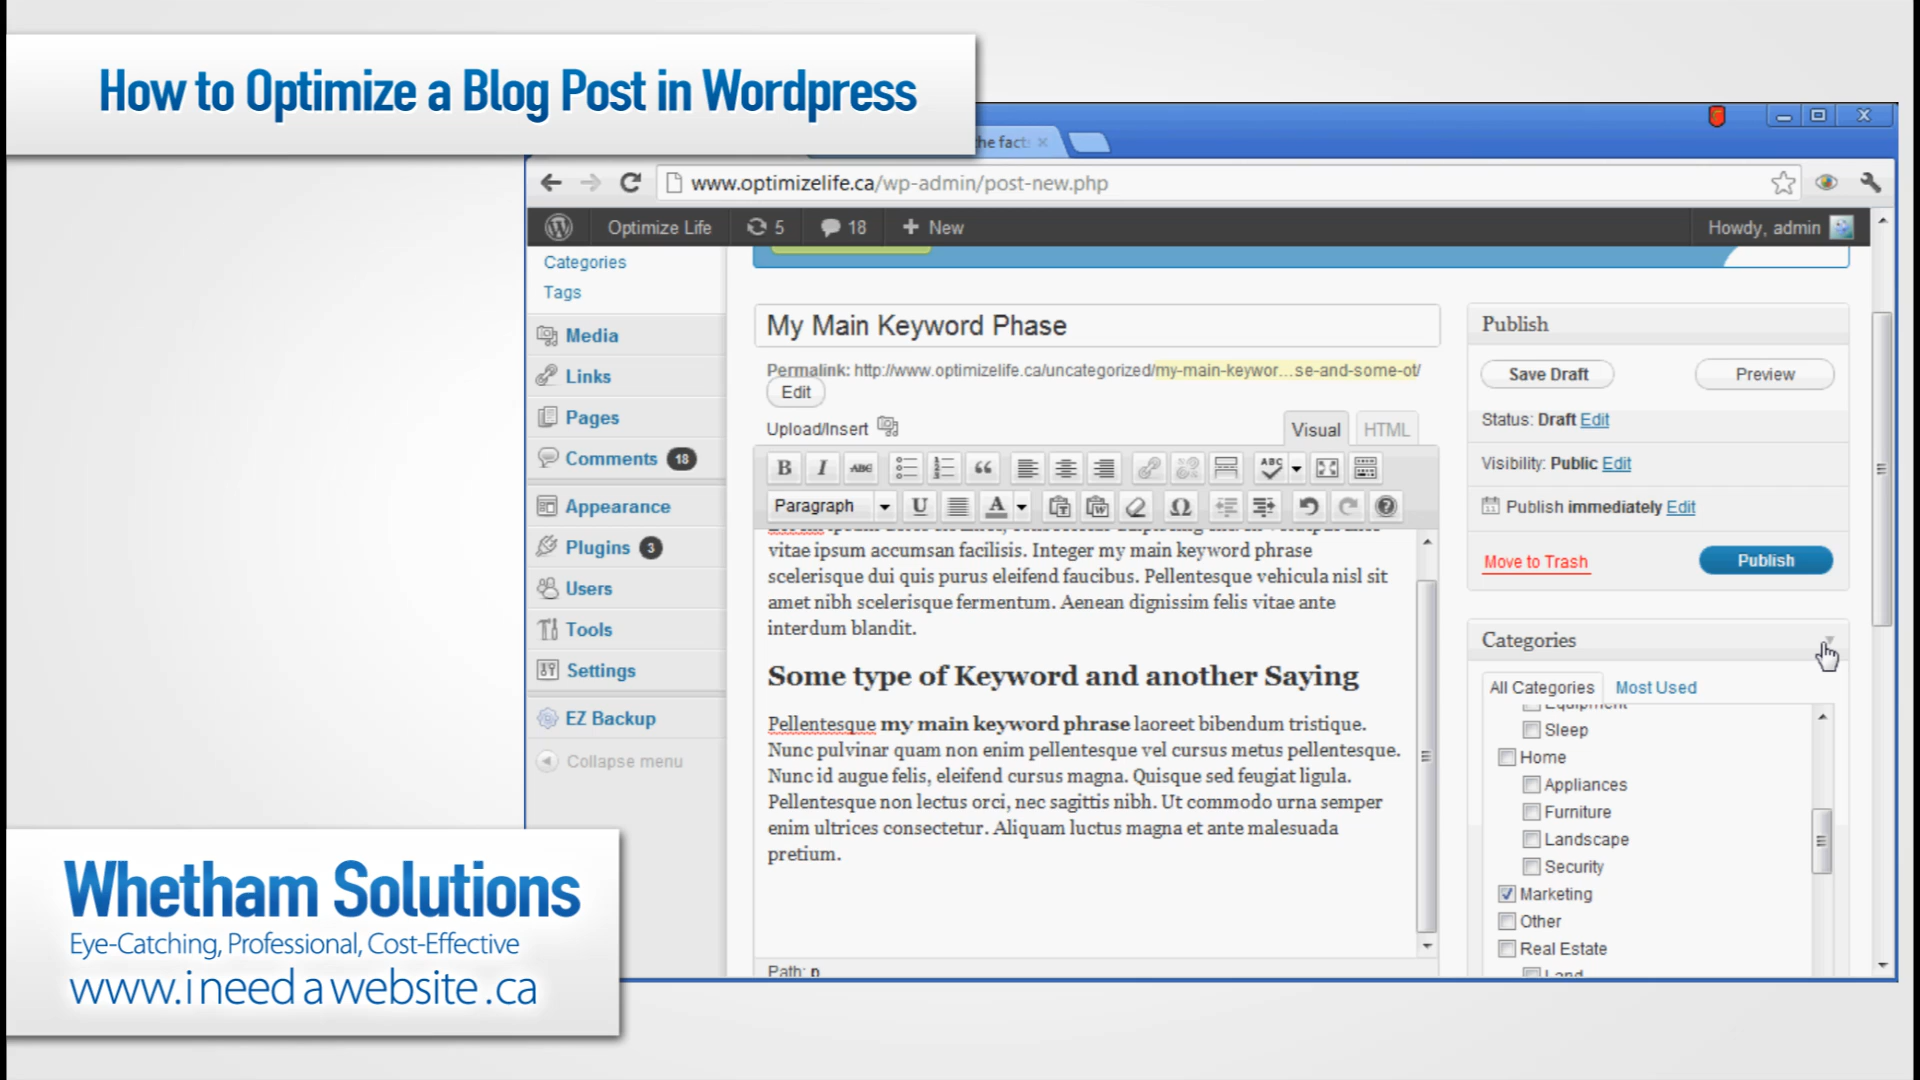 How to Optimize a Blog Post in Wordpress
the fact
www.optimizelife.ca/wp-admin/post-new.php
Optimize Life 5 18 New Howdy, admin
Categories
Tags
Media
Links
Pages
Comments 18
Appearance
Plugins 3
Users
Tools
Settings
EZ Backup
Collapse menu
My Main Keyword Phase
Permalink: http://www.optimizelife.ca/uncategorized/my-main-keywor...se-and-some-ot/
Edit
Upload/Insert
Visual HTML
B I ABC ABC
Paragraph U A Ω
vitae ipsum accumsan facilisis. Integer my main keyword phrase
scelerisque dui quis purus eleifend faucibus. Pellentesque vehicula nisl sit
amet nibh scelerisque fermentum. Aenean dignissim felis vitae ante
interdum blandit.
Some type of Keyword and another Saying
Pellentesque my main keyword phrase laoreet bibendum tristique.
Nunc pulvinar quam non enim pellentesque vel cursus metus pellentesque.
Nunc id augue felis, eleifend cursus magna. Quisque sed feugiat ligula.
Pellentesque non lectus orci, nec sagittis nibh. Ut commodo urna semper
enim ultrices consectetur. Aliquam luctus magna et ante malesuada
pretium.
Path: p
Publish
Save Draft Preview
Status: Draft Edit
Visibility: Public Edit
Publish immediately Edit
Move to Trash Publish
Categories
All Categories Most Used
Equipment
Sleep
Home
Appliances
Furniture
Landscape
Security
Marketing
Other
Real Estate
Land
Whetham Solutions
Eye-Catching, Professional, Cost-Effective
www.ineedawebsite.ca